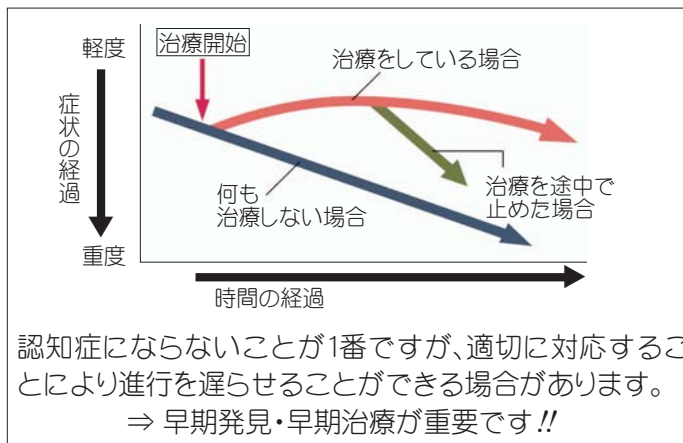 軽度
治療開始
治療をしている場合
症状の経過
何も
治療しない場合
治療を途中で
止めた場合
重度
時間の経過
認知症にならないことが1番ですが、適切に対応するこ
とにより進行を遅らせることができる場合があります。
⇒ 早期発見・早期治療が重要です!!